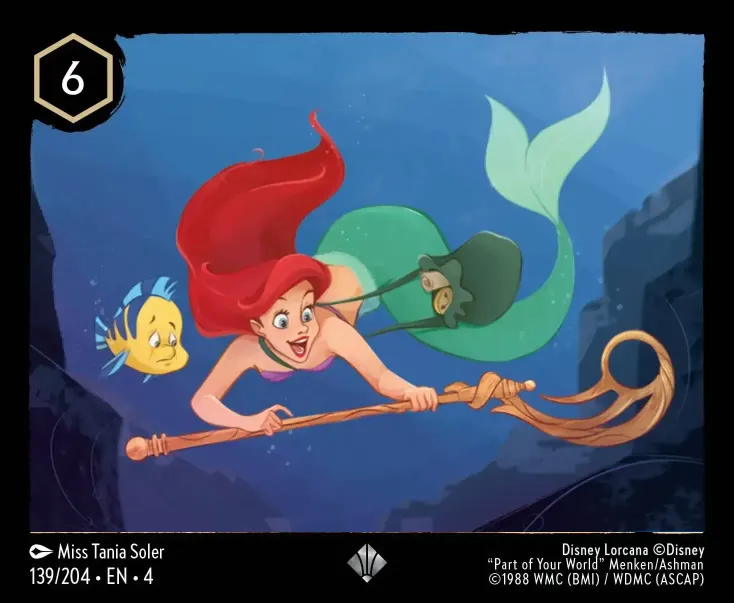 6
Miss Tania Soler
139/204 • EN • 4
Disney Lorcana ©Disney
“Part of Your World” Menken/Ashman
©1988 WMC (BMI) / WDMC (ASCAP)